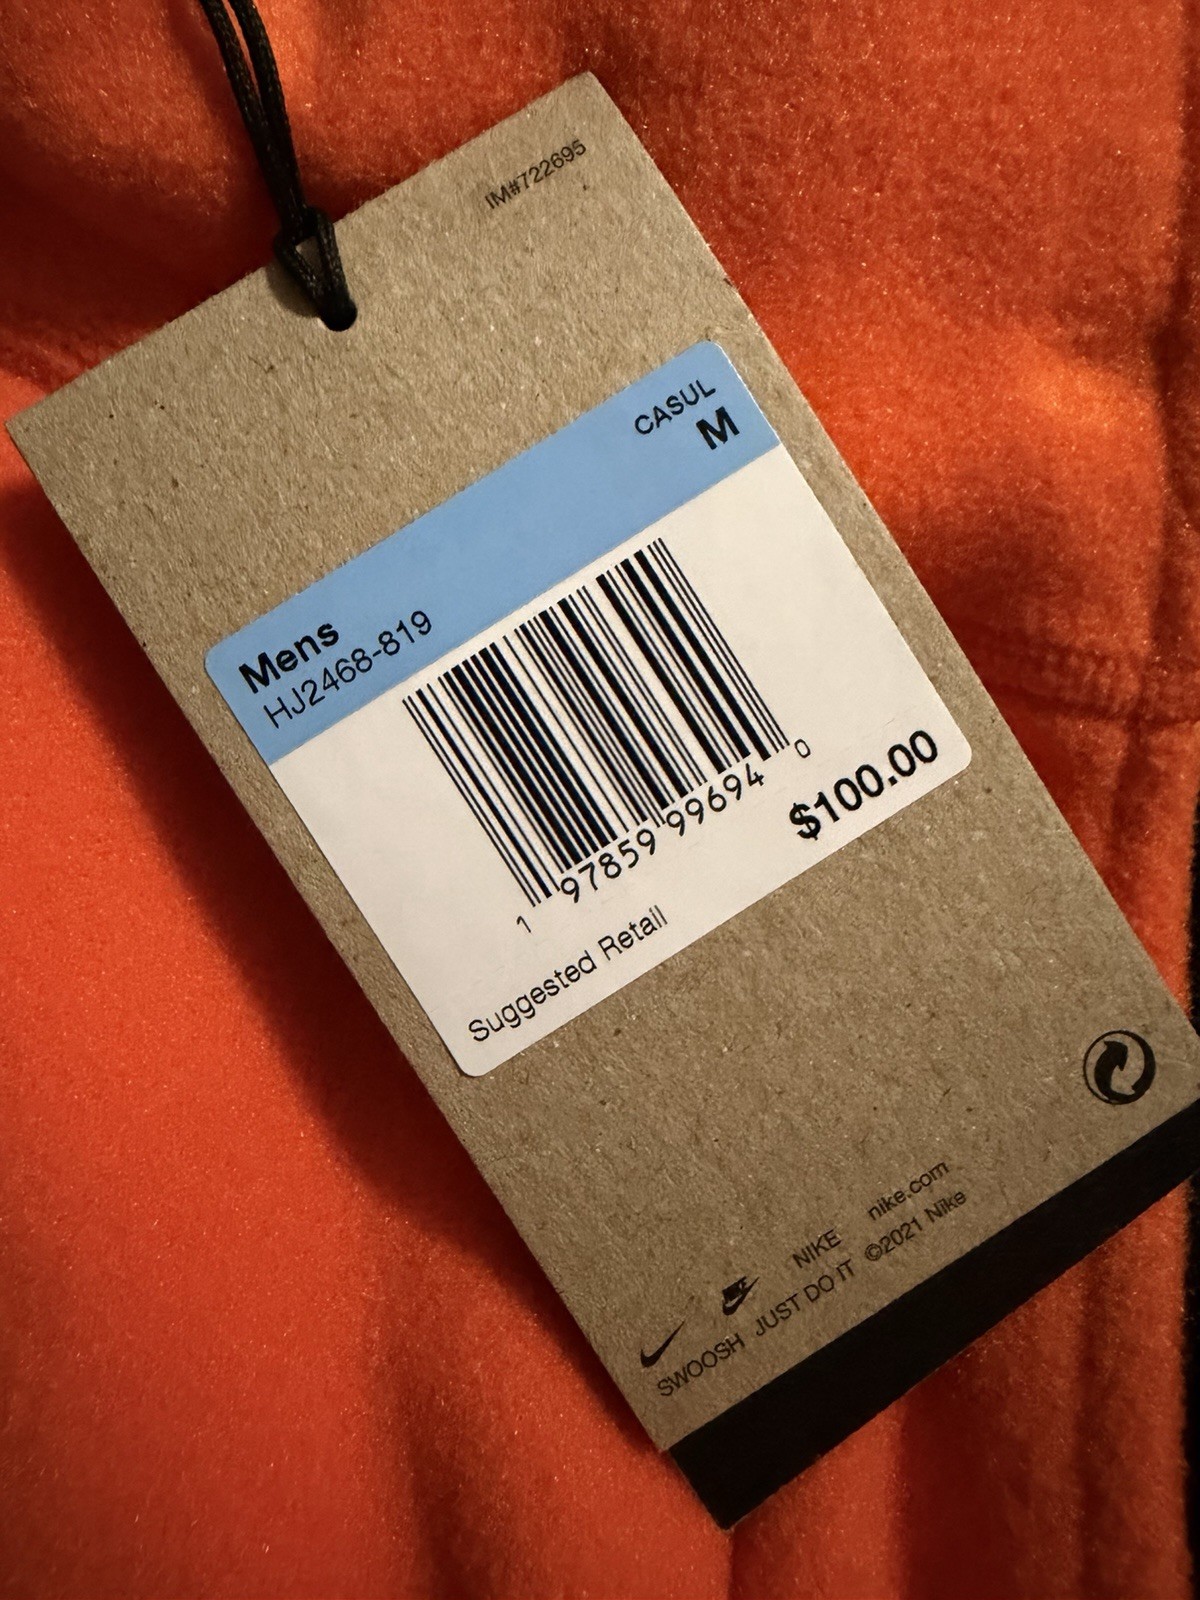 IM#722695
CASUL
M
Mens
HJ2468-819
1 97859 99694 0
$100.00
Suggested Retail
NIKE nike.com
SWOOSH JUST DO IT ©2021 Nike